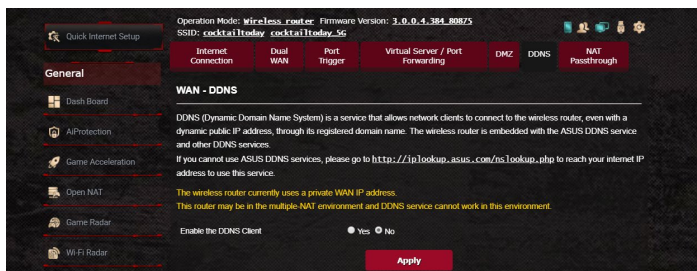 Operation Mode: Wireless router Firmware Version: 3.0.0.4.384_80875
SSID: cocktailtoday cocktailtoday_5G
Quick Internet Setup
General
Dash Board
AiProtection
Game Acceleration
Open NAT
Game Radar
Wi-Fi Radar
Internet Connection
Dual WAN
Port Trigger
Virtual Server / Port Forwarding
DMZ
DDNS
NAT Passthrough
WAN - DDNS
DDNS (Dynamic Domain Name System) is a service that allows network clients to connect to the wireless router, even with a
dynamic public IP address, through its registered domain name. The wireless router is embedded with the ASUS DDNS service
and other DDNS services.
If you cannot use ASUS DDNS services, please go to http://iplookup.asus.com/nslookup.php to reach your internet IP
address to use this service.
The wireless router currently uses a private WAN IP address.
This router may be in the multiple-NAT environment and DDNS service cannot work in this environment.
Enable the DDNS Client
Yes No
Apply